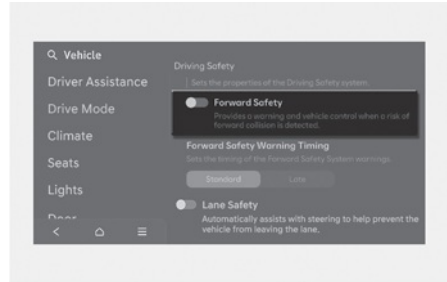 Vehicle
Driver Assistance
Drive Mode
Climate
Seats
Lights
Door
Driving Safety
Sets the properties of the Driving Safety system.
Forward Safety
Provides a warning and vehicle control when a risk of
forward collision is detected.
Forward Safety Warning Timing
Sets the timing of the Forward Safety System warnings.
Standard
Late
Lane Safety
Automatically assists with steering to help prevent the
vehicle from leaving the lane.